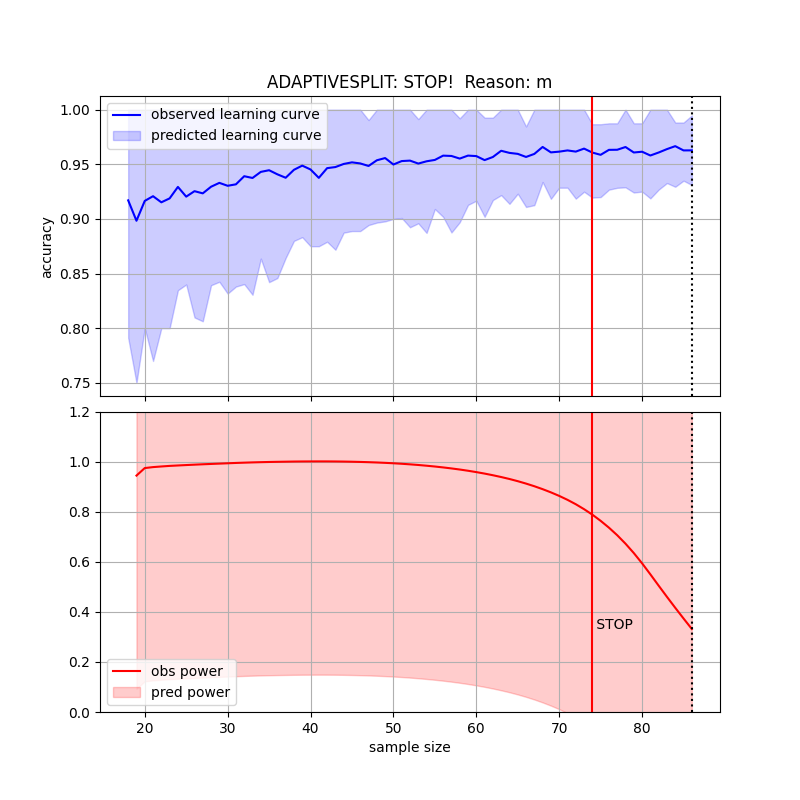 ADAPTIVESPLIT: STOP!  Reason: m
1.00
0.95
0.90
0.85
0.80
0.75
accuracy
observed learning curve
predicted learning curve
1.2
1.0
0.8
0.6
0.4
0.2
0.0
STOP
obs power
pred power
20 30 40 50 60 70 80
sample size